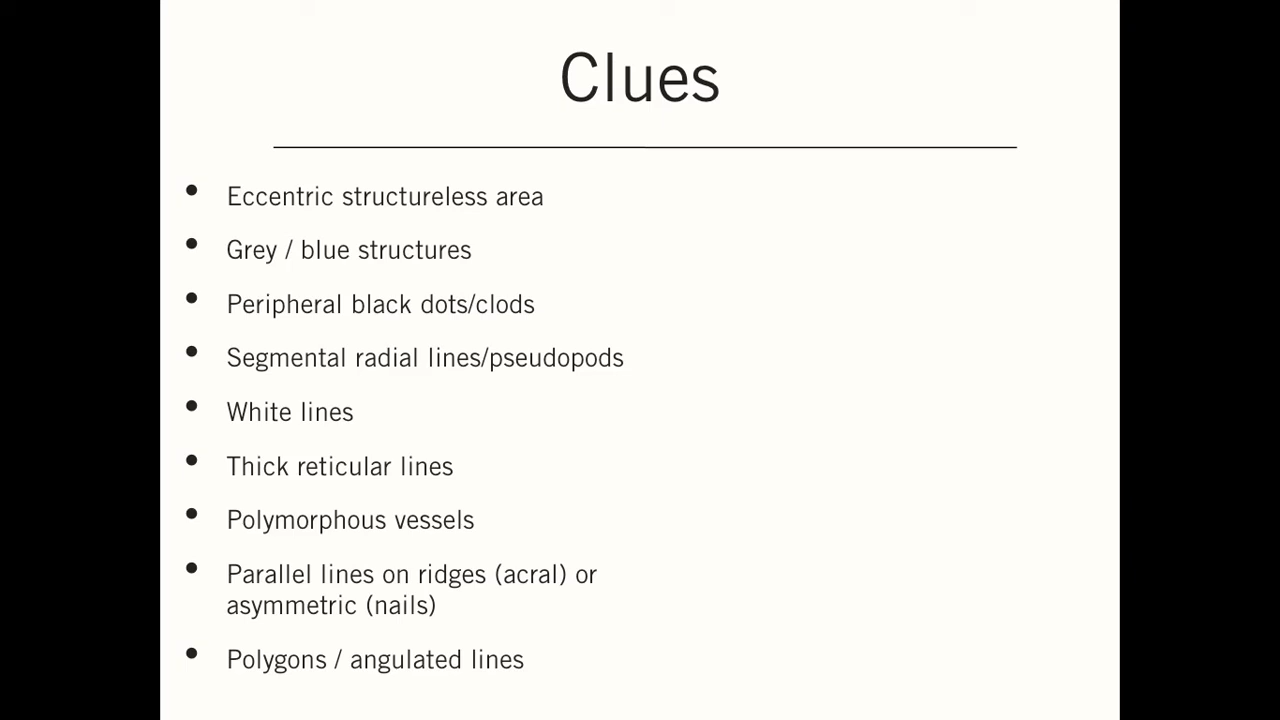 Clues
• Eccentric structureless area
• Grey / blue structures
• Peripheral black dots/clods
• Segmental radial lines/pseudopods
• White lines
• Thick reticular lines
• Polymorphous vessels
• Parallel lines on ridges (acral) or
asymmetric (nails)
• Polygons / angulated lines